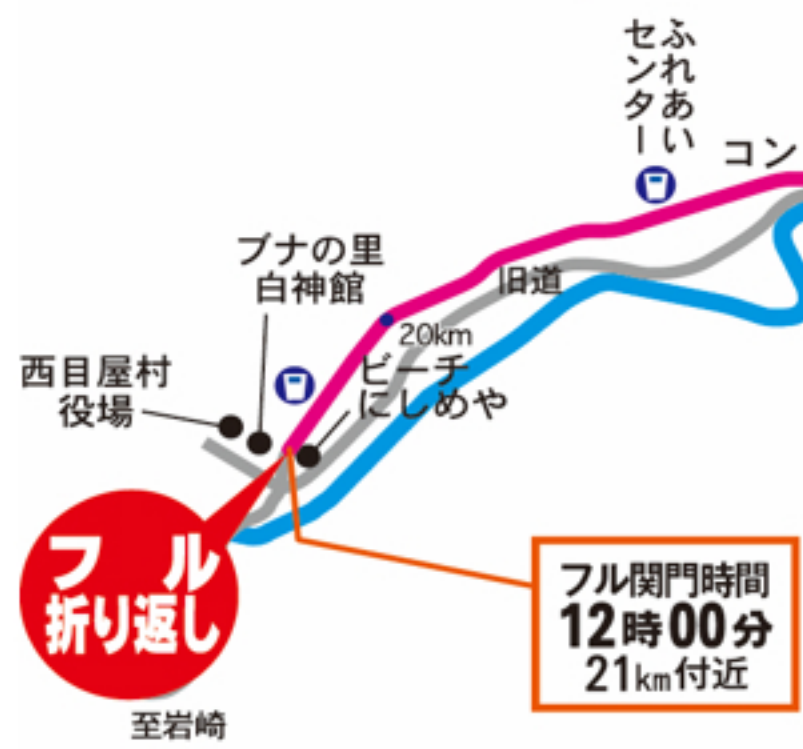 ふれあい
センター
コン
ブナの里
白神館
旧道
20km
西目屋村
役場
ビーチ
にしめや
フル
折り返し
フル関門時間
12時00分
21km付近
至岩崎